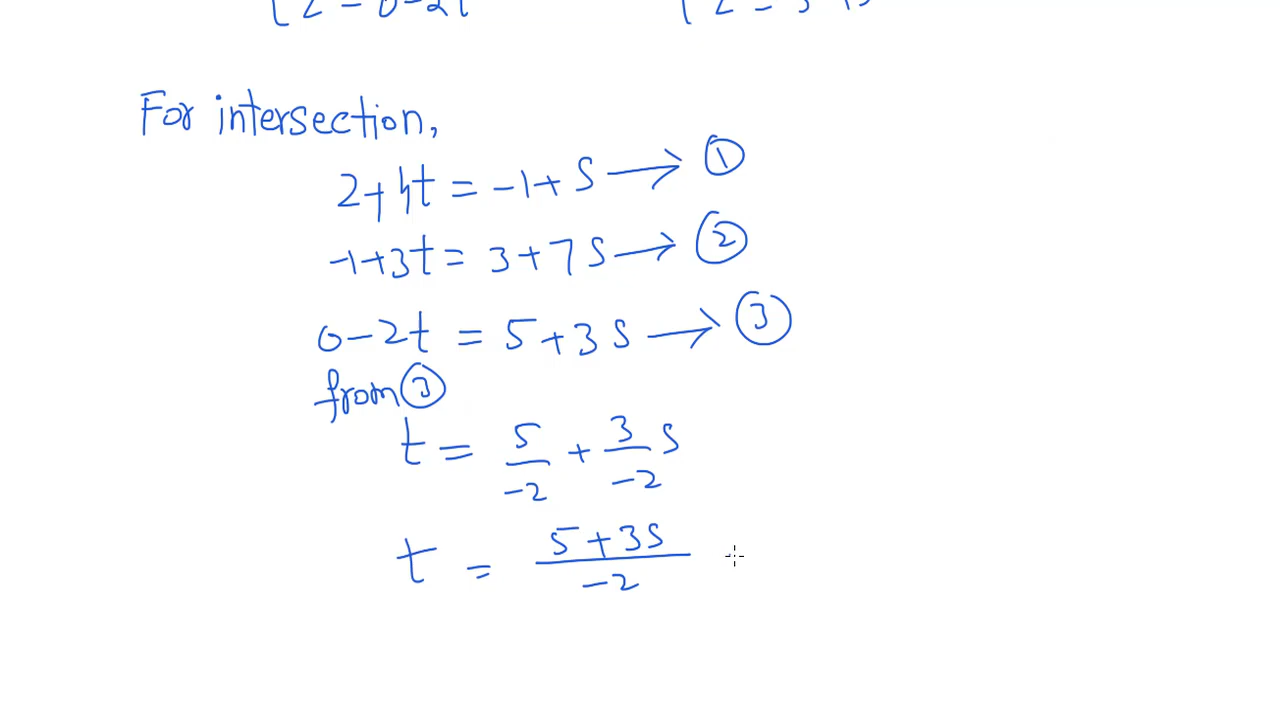 For intersection,
2+4t = -1+s → ①
-1+3t = 3+7s → ②
0-2t = 5+3s → ③
from ③
t = 5/-2 + 3/-2 s
t = 5+3s/-2